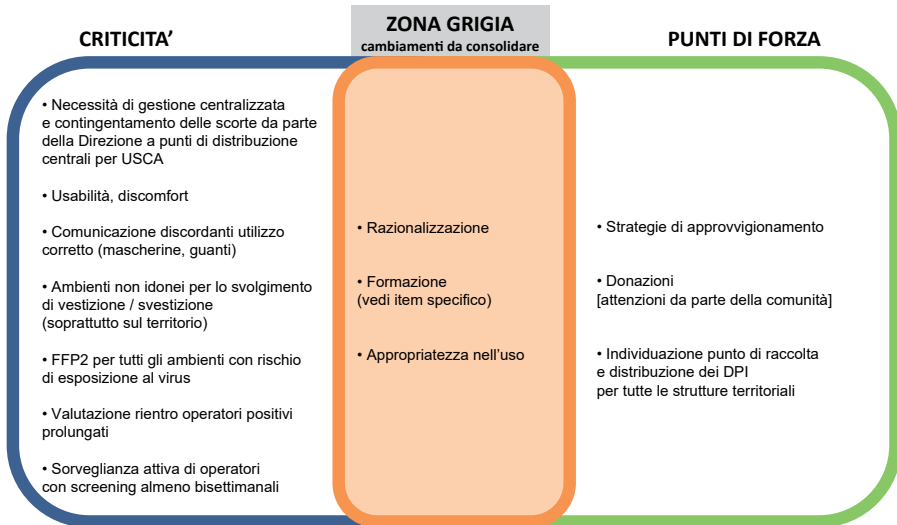 CRITICITA’
ZONA GRIGIA
cambiamenti da consolidare
PUNTI DI FORZA
• Necessità di gestione centralizzata
e contingentamento delle scorte da parte
della Direzione a punti di distribuzione
centrali per USCA
• Usabilità, discomfort
• Comunicazione discordanti utilizzo
corretto (mascherine, guanti)
• Ambienti non idonei per lo svolgimento
di vestizione / svestizione
(soprattutto sul territorio)
• FFP2 per tutti gli ambienti con rischio
di esposizione al virus
• Valutazione rientro operatori positivi
prolungati
• Sorveglianza attiva di operatori
con screening almeno bisettimanali
• Razionalizzazione
• Formazione
(vedi item specifico)
• Appropriatezza nell’uso
• Strategie di approvvigionamento
• Donazioni
[attenzioni da parte della comunità]
• Individuazione punto di raccolta
e distribuzione dei DPI
per tutte le strutture territoriali